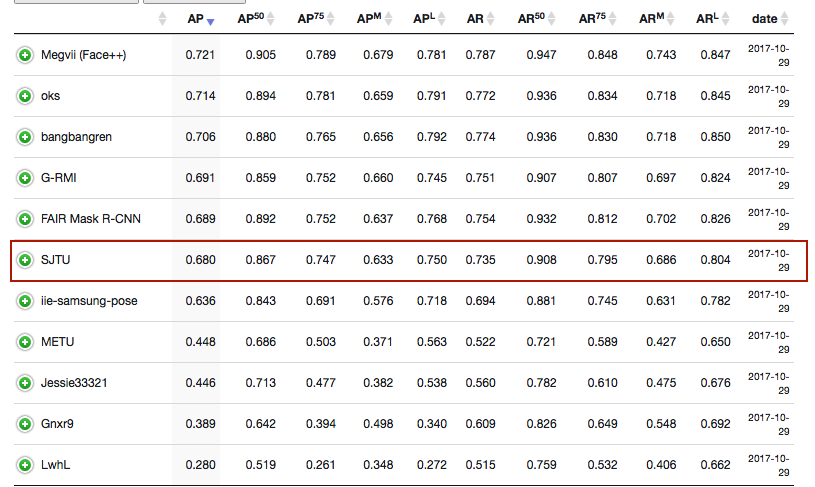 AP AP50 AP75 APM APL AR AR50 AR75 ARM ARL date
Megvii (Face++) 0.721 0.905 0.789 0.679 0.781 0.787 0.947 0.848 0.743 0.847 2017-10-
29
oks 0.714 0.894 0.781 0.659 0.791 0.772 0.936 0.834 0.718 0.845 2017-10-
29
bangbangren 0.706 0.880 0.765 0.656 0.792 0.774 0.936 0.830 0.718 0.850 2017-10-
29
G-RMI 0.691 0.859 0.752 0.660 0.745 0.751 0.907 0.807 0.697 0.824 2017-10-
29
FAIR Mask R-CNN 0.689 0.892 0.752 0.637 0.768 0.754 0.932 0.812 0.702 0.826 2017-10-
29
SJTU 0.680 0.867 0.747 0.633 0.750 0.735 0.908 0.795 0.686 0.804 2017-10-
29
iie-samsung-pose 0.636 0.843 0.691 0.576 0.718 0.694 0.881 0.745 0.631 0.782 2017-10-
29
METU 0.448 0.686 0.503 0.371 0.563 0.522 0.721 0.589 0.427 0.650 2017-10-
29
Jessie33321 0.446 0.713 0.477 0.382 0.538 0.560 0.782 0.610 0.475 0.676 2017-10-
29
Gnxr9 0.389 0.642 0.394 0.498 0.340 0.609 0.826 0.649 0.548 0.692 2017-10-
29
LwhL 0.280 0.519 0.261 0.348 0.272 0.515 0.759 0.532 0.406 0.662 2017-10-
29